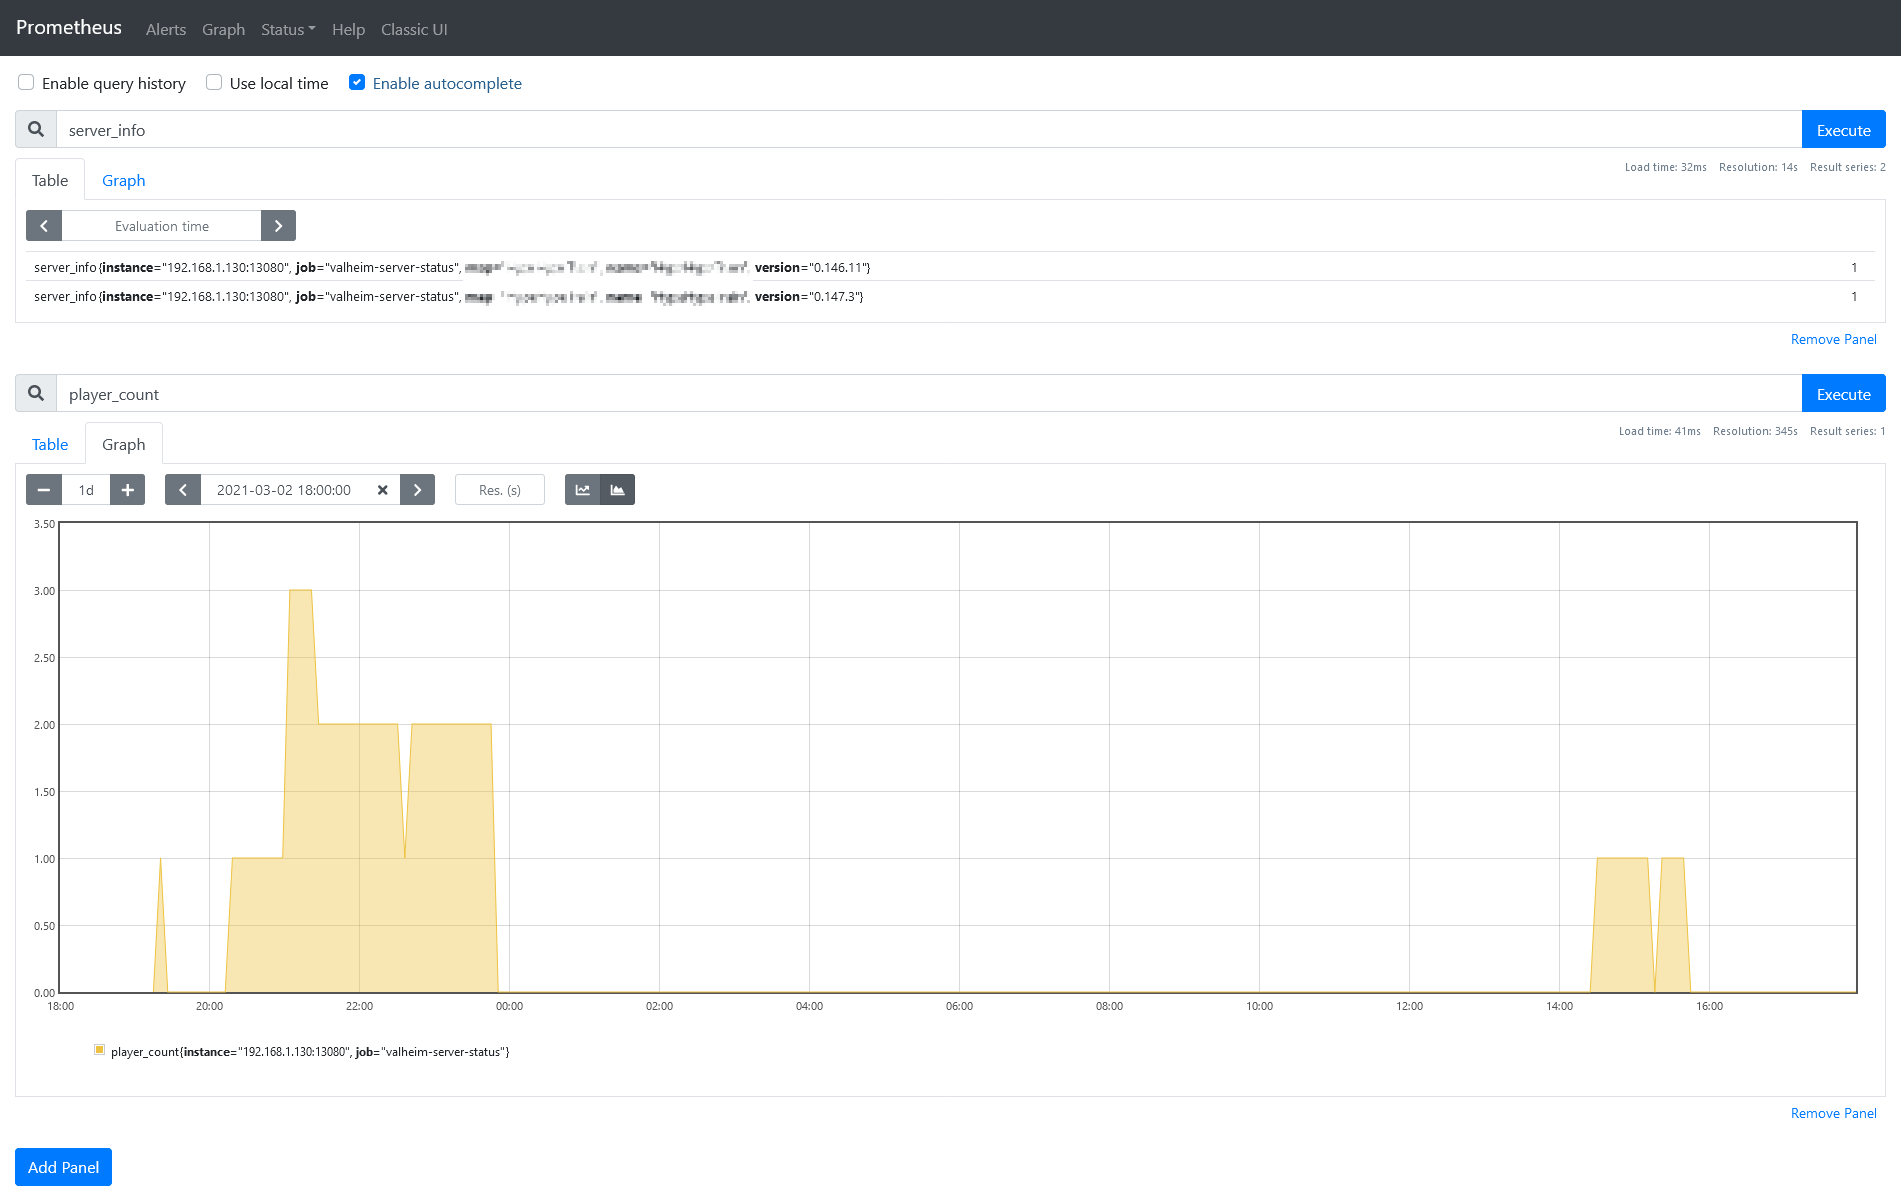 Prometheus Alerts Graph Status Help Classic UI
Enable query history Use local time Enable autocomplete
server_info Execute
Table Graph Load time: 32ms Resolution: 14s Result series: 2
Evaluation time
server_info{instance="192.168.1.130:13080", job="valheim-server-status", version="0.146.11"} 1
server_info{instance="192.168.1.130:13080", job="valheim-server-status", version="0.147.3"} 1
Remove Panel
player_count Execute
Table Graph Load time: 41ms Resolution: 345s Result series: 1
1d 2021-03-02 18:00:00 Res. (s)
3.50
3.00
2.50
2.00
1.50
1.00
0.50
0.00
18:00 20:00 22:00 00:00 02:00 04:00 06:00 08:00 10:00 12:00 14:00 16:00
player_count{instance="192.168.1.130:13080", job="valheim-server-status"}
Remove Panel
Add Panel